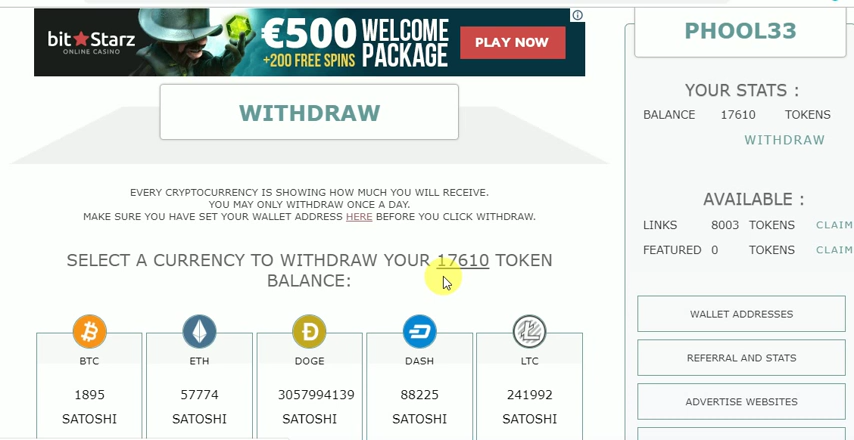 bit★Starz
ONLINE CASINO
€500
+200 FREE SPINS
WELCOME
PACKAGE
PLAY NOW
WITHDRAW
EVERY CRYPTOCURRENCY IS SHOWING HOW MUCH YOU WILL RECEIVE.
YOU MAY ONLY WITHDRAW ONCE A DAY.
MAKE SURE YOU HAVE SET YOUR WALLET ADDRESS HERE BEFORE YOU CLICK WITHDRAW.
SELECT A CURRENCY TO WITHDRAW YOUR 17610 TOKEN
BALANCE:
BTC ETH DOGE DASH LTC
1895 57774 3057994139 88225 241992
SATOSHI SATOSHI SATOSHI SATOSHI SATOSHI
PHOOL33
YOUR STATS :
BALANCE 17610 TOKENS
WITHDRAW
AVAILABLE :
LINKS 8003 TOKENS CLAIM
FEATURED 0 TOKENS CLAIM
WALLET ADDRESSES
REFERRAL AND STATS
ADVERTISE WEBSITES